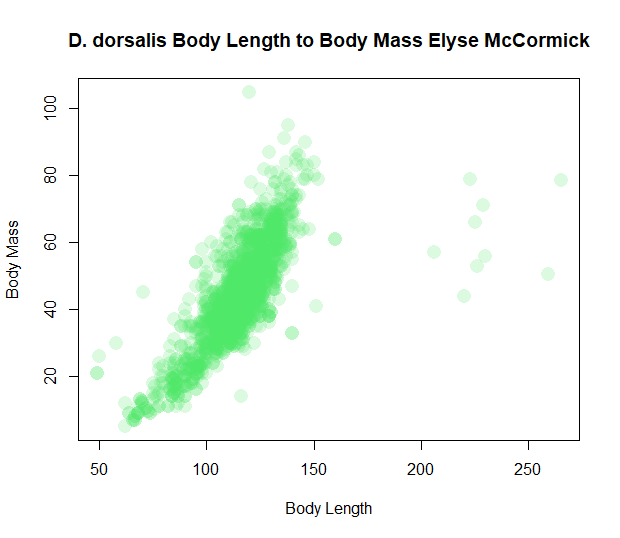 D. dorsalis Body Length to Body Mass Elyse McCormick
100
80
60
40
20
Body Mass
50 100 150 200 250
Body Length